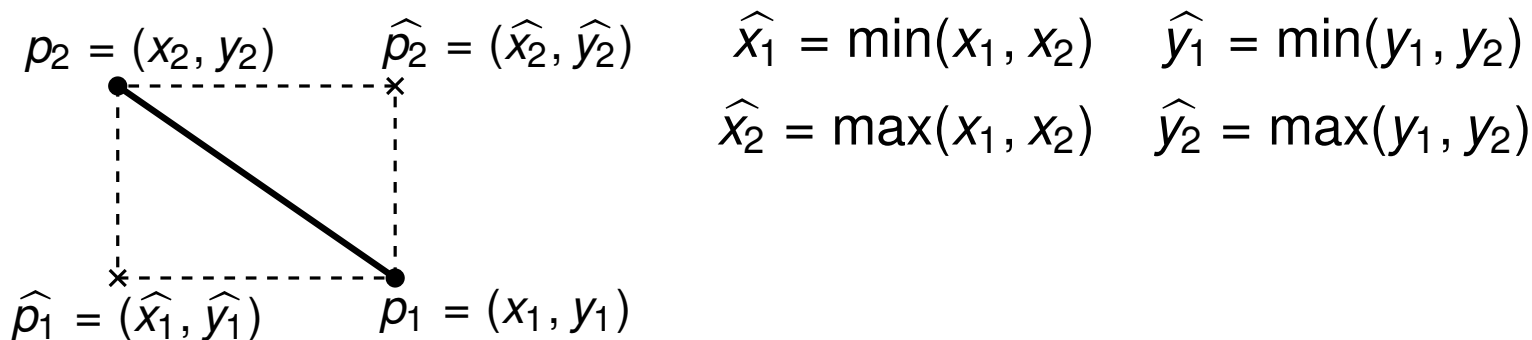 p₂ = (x₂, y₂)
p̂₂ = (x̂₂, ŷ₂)
x̂₁ = min(x₁, x₂)
ŷ₁ = min(y₁, y₂)
x̂₂ = max(x₁, x₂)
ŷ₂ = max(y₁, y₂)
p̂₁ = (x̂₁, ŷ₁)
p₁ = (x₁, y₁)